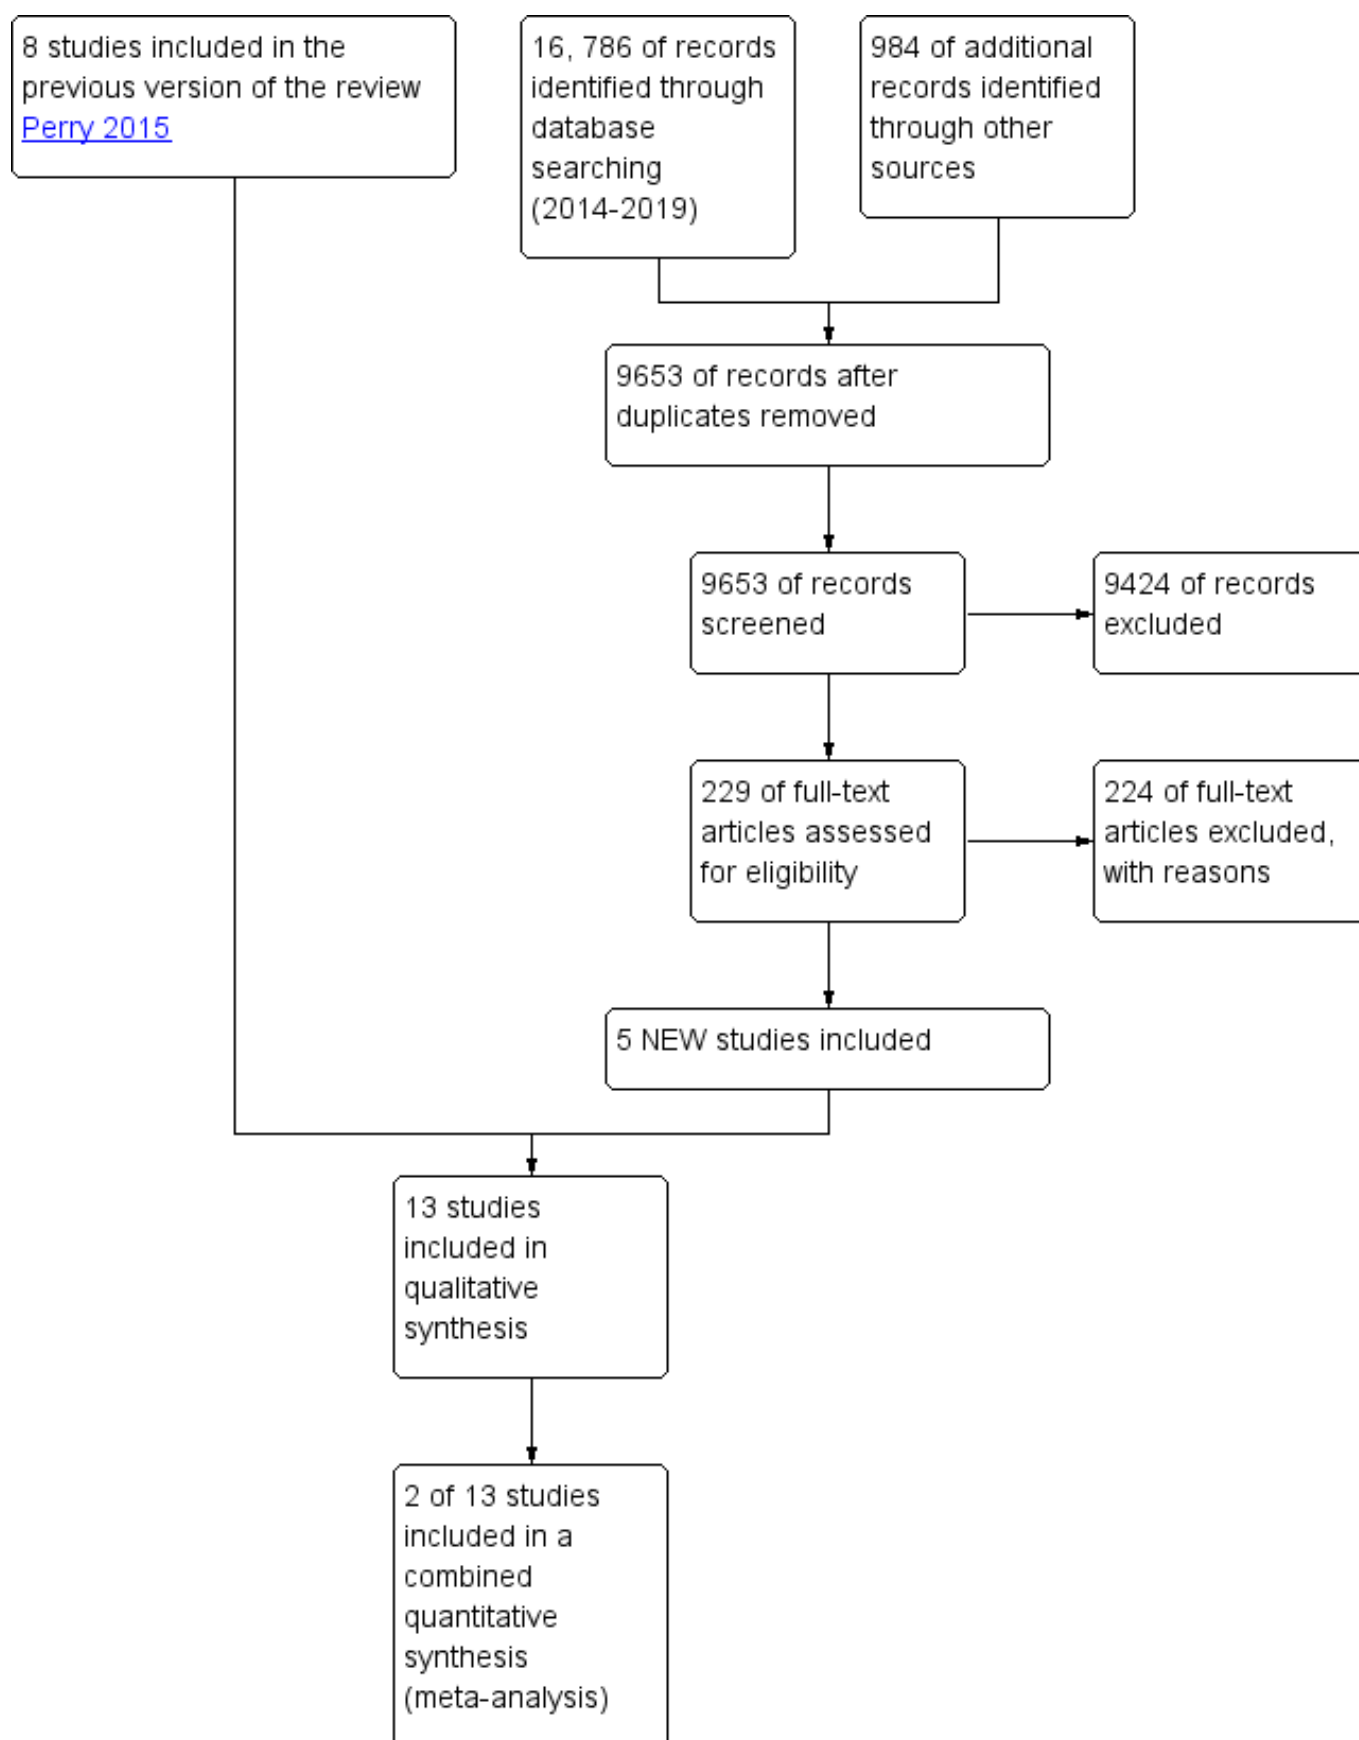 8 studies included in the
previous version of the review
Perry 2015
16, 786 of records
identified through
database
searching
(2014-2019)
984 of additional
records identified
through other
sources
9653 of records after
duplicates removed
9653 of records
screened
9424 of records
excluded
229 of full-text
articles assessed
for eligibility
224 of full-text
articles excluded,
with reasons
5 NEW studies included
13 studies
included in
qualitative
synthesis
2 of 13 studies
included in a
combined
quantitative
synthesis
(meta-analysis)